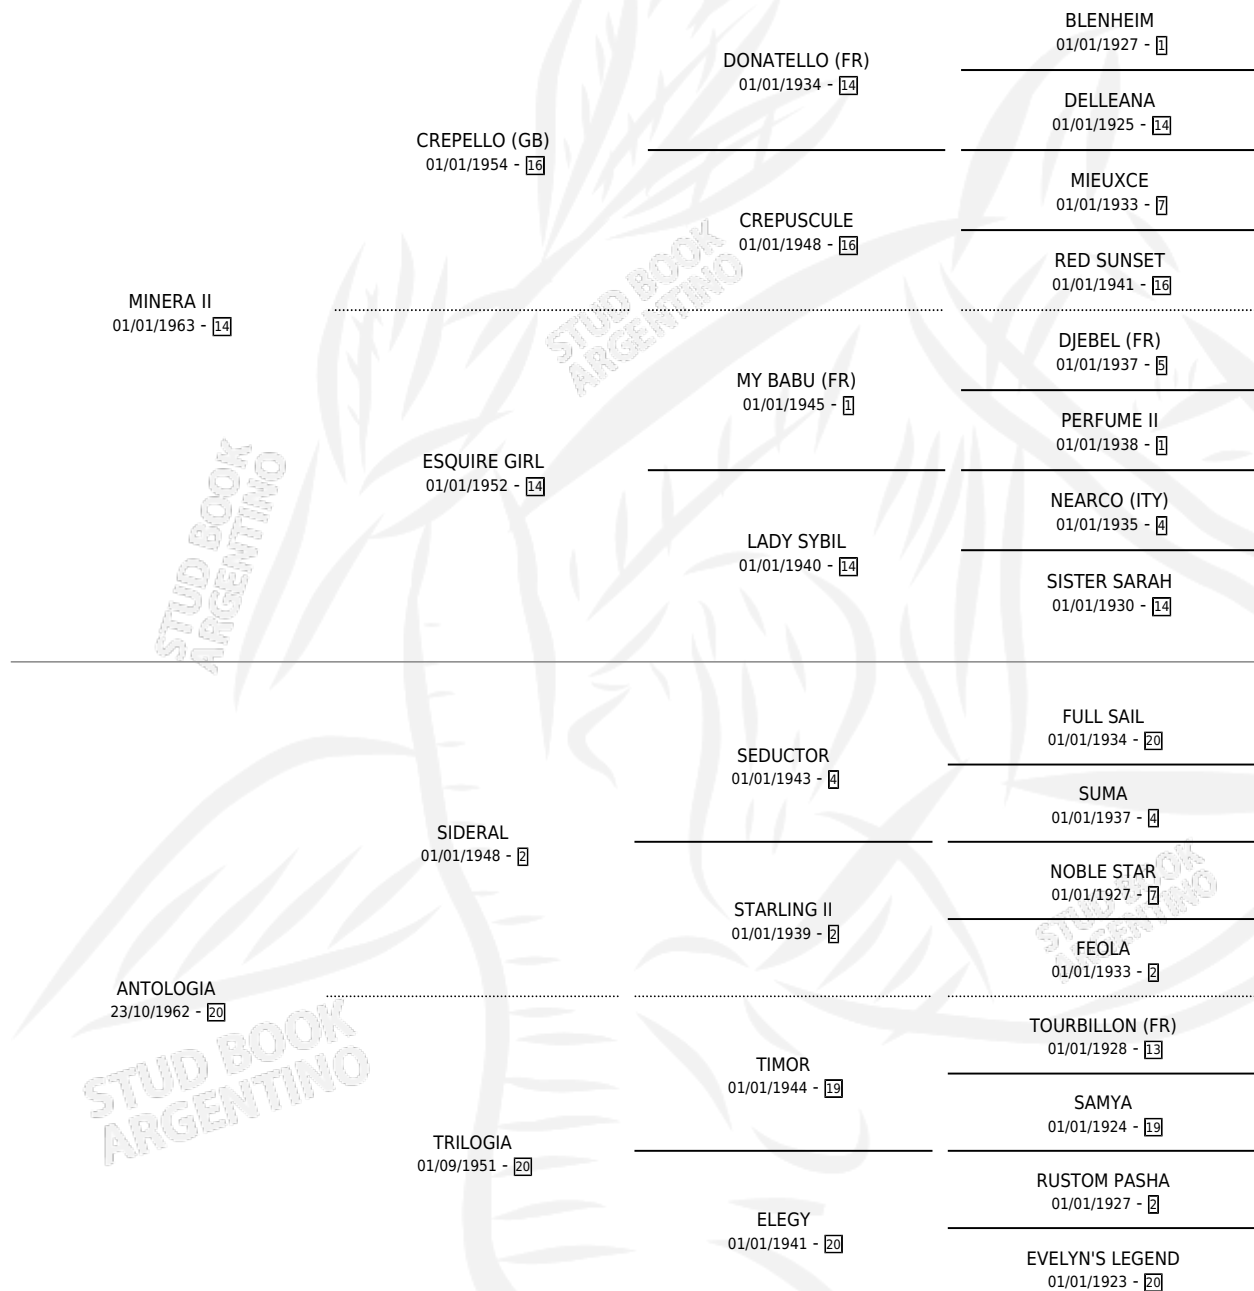 BLENHEIM
01/01/1927 - 1
DONATELLO (FR)
01/01/1934 - 14
DELLEANA
01/01/1925 - 14
CREPELLO (GB)
01/01/1954 - 16
MIEUXCE
01/01/1933 - 7
CREPUSCULE
01/01/1948 - 16
RED SUNSET
01/01/1941 - 16
MINERA II
01/01/1963 - 14
DJEBEL (FR)
01/01/1937 - 5
MY BABU (FR)
01/01/1945 - 1
PERFUME II
01/01/1938 - 1
ESQUIRE GIRL
01/01/1952 - 14
NEARCO (ITY)
01/01/1935 - 4
LADY SYBIL
01/01/1940 - 14
SISTER SARAH
01/01/1930 - 14
FULL SAIL
01/01/1934 - 20
SEDUCTOR
01/01/1943 - 4
SUMA
01/01/1937 - 4
SIDERAL
01/01/1948 - 2
NOBLE STAR
01/01/1927 - 7
STARLING II
01/01/1939 - 2
FEOLA
01/01/1933 - 2
ANTOLOGIA
23/10/1962 - 20
TOURBILLON (FR)
01/01/1928 - 13
TIMOR
01/01/1944 - 19
SAMYA
01/01/1924 - 19
TRILOGIA
01/09/1951 - 20
RUSTOM PASHA
01/01/1927 - 2
ELEGY
01/01/1941 - 20
EVELYN'S LEGEND
01/01/1923 - 20
STUD BOOK
ARGENTINO
STUD BOOK
ARGENTINO
STUD BOOK
ARGENTINO
STUD BOOK
ARGENTINO